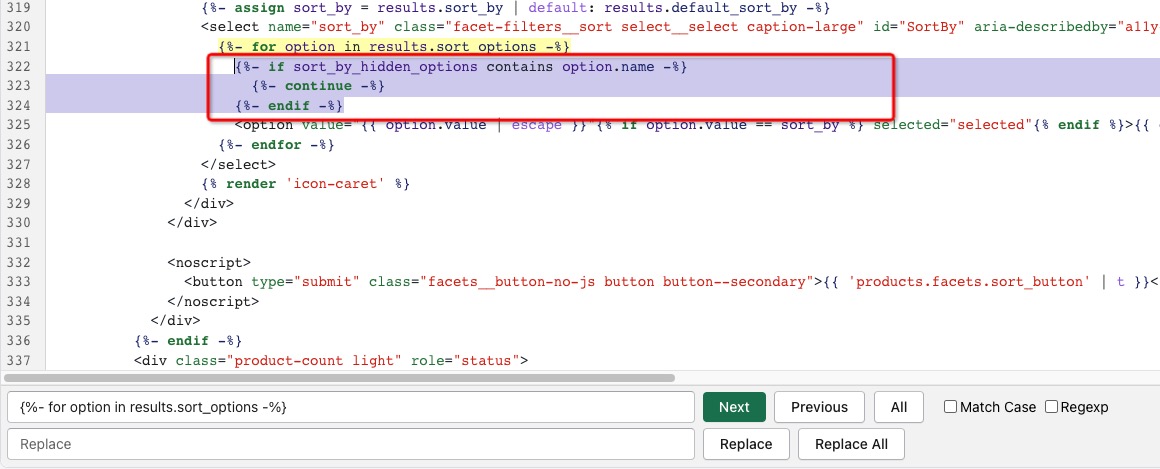 319 {%- assign sort_by = results.sort_by | default: results.default_sort_by -%}
320 <select name="sort_by" class="facet-filters__sort select__select caption-large" id="SortBy" aria-describedby="a11y
321 {%- for option in results.sort_options -%}
322 {%- if sort_by_hidden_options contains option.name -%}
323 {%- continue -%}
324 {%- endif -%}
325 <option value="{{ option.value | escape }}"{% if option.value == sort_by %} selected="selected"{% endif %}>{{
326 {%- endfor -%}
327 </select>
328 {% render 'icon-caret' %}
329 </div>
330 </div>
331
332 <noscript>
333 <button type="submit" class="facets__button-no-js button button--secondary">{{ 'products.facets.sort_button' | t }}<
334 </noscript>
335 </div>
336 {%- endif -%}
337 <div class="product-count light" role="status">
{%- for option in results.sort_options -%} Next Previous All Match Case Regexp
Replace Replace Replace All